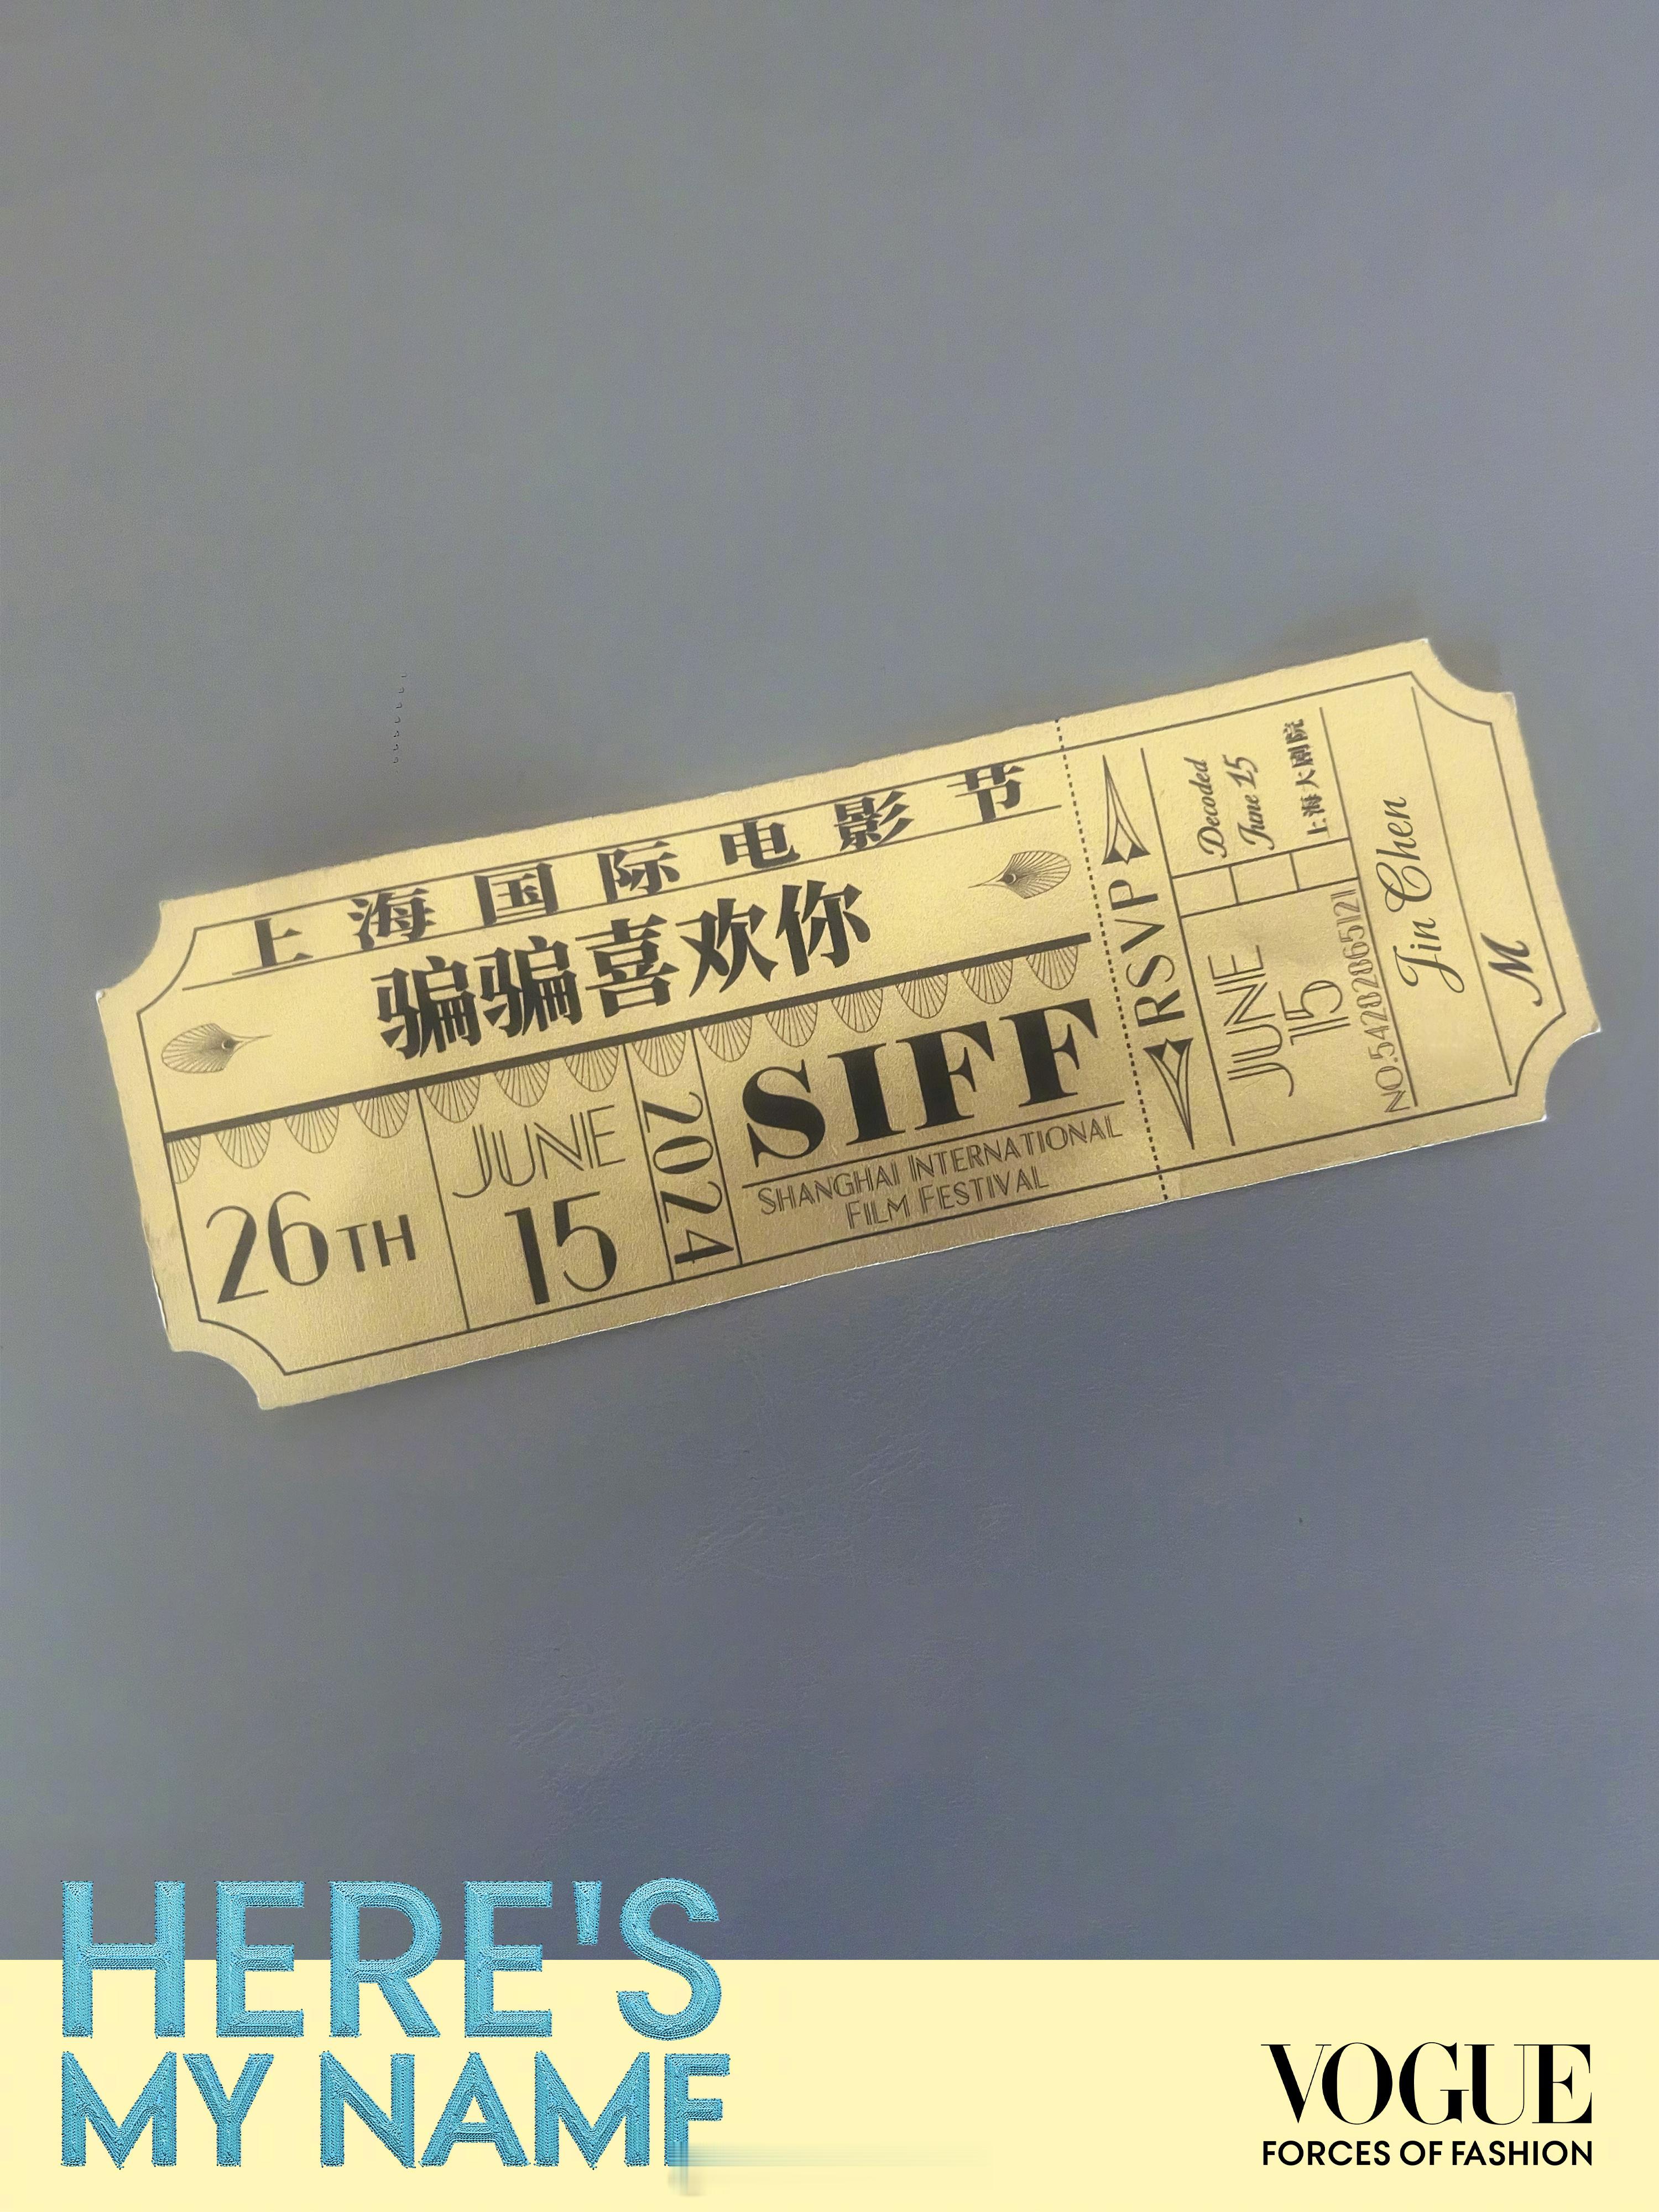 上海国际电影节
骗骗喜欢你
26TH
JUNE
15
2024
SIFF
SHANGHAI INTERNATIONAL
FILM FESTIVAL
RSVP
JUNE
15
Decoded
June 15
上海大剧院
NO.54282865121
Jin Chen
M
HERE'S
MY NAME
VOGUE
FORCES OF FASHION